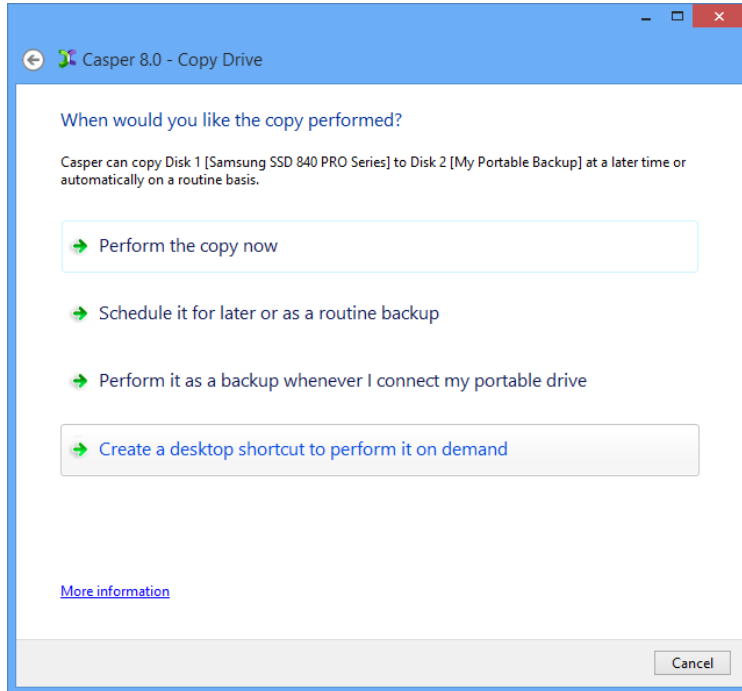 Casper 8.0 - Copy Drive
When would you like the copy performed?
Casper can copy Disk 1 [Samsung SSD 840 PRO Series] to Disk 2 [My Portable Backup] at a later time or
automatically on a routine basis.
Perform the copy now
Schedule it for later or as a routine backup
Perform it as a backup whenever I connect my portable drive
Create a desktop shortcut to perform it on demand
More information
Cancel